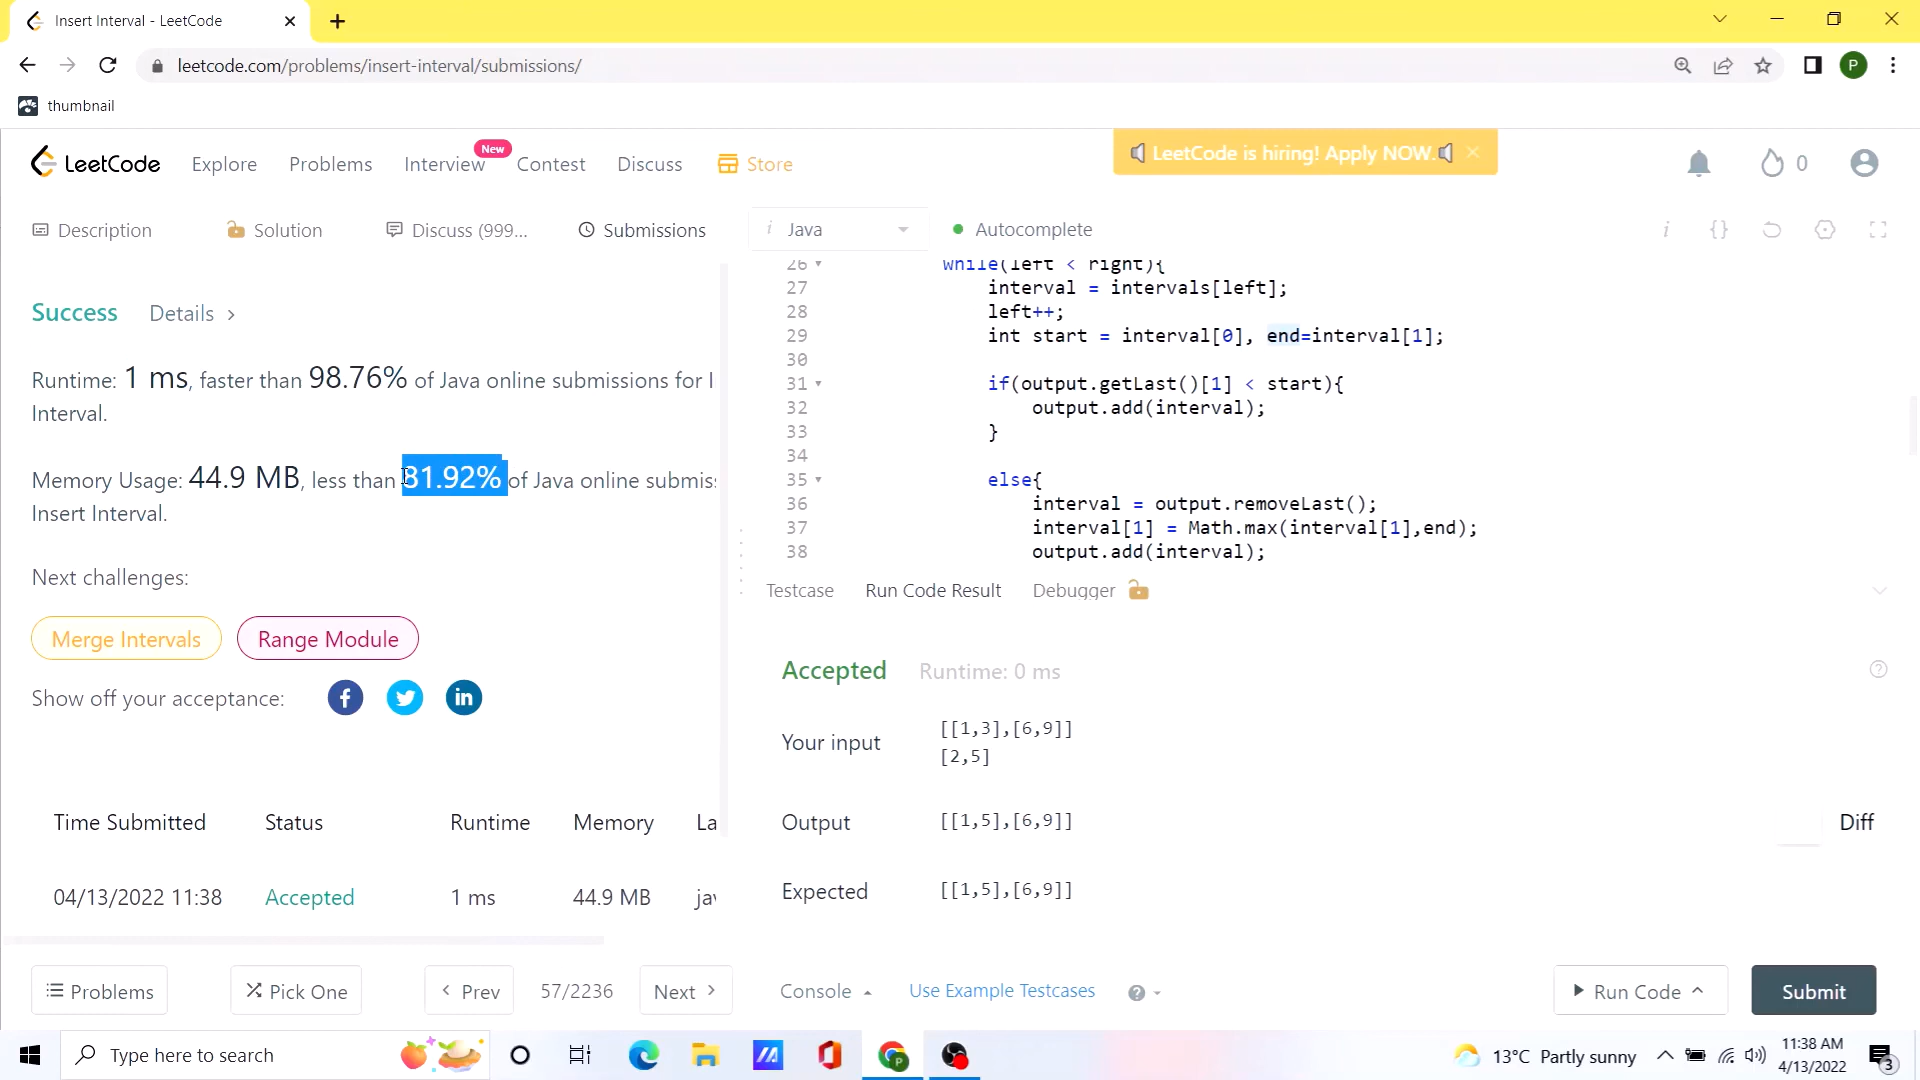 Insert Interval - LeetCode
leetcode.com/problems/insert-interval/submissions/
P
thumbnail
LeetCode
Explore
Problems
Interview
New
Contest
Discuss
Store
LeetCode is hiring! Apply NOW.
0
Description
Solution
Discuss (999...
Submissions
i Java
Autocomplete
Success
Details >
Runtime: 1 ms, faster than 98.76% of Java online submissions for I
Interval.
Memory Usage: 44.9 MB, less than 81.92% of Java online submis
Insert Interval.
Next challenges:
Merge Intervals
Range Module
Show off your acceptance:
Time Submitted Status Runtime Memory La
04/13/2022 11:38 Accepted 1 ms 44.9 MB jav
26 while(left < right){
27 interval = intervals[left];
28 left++;
29 int start = interval[0], end=interval[1];
30
31 if(output.getLast()[1] < start){
32 output.add(interval);
33 }
34
35 else{
36 interval = output.removeLast();
37 interval[1] = Math.max(interval[1],end);
38 output.add(interval);
Testcase
Run Code Result
Debugger
Accepted
Runtime: 0 ms
Your input
[[1,3],[6,9]]
[2,5]
Output
[[1,5],[6,9]]
Diff
Expected
[[1,5],[6,9]]
Problems
Pick One
Prev
57/2236
Next
Console
Use Example Testcases
Run Code
Submit
Type here to search
13°C Partly sunny
11:38 AM
4/13/2022
3